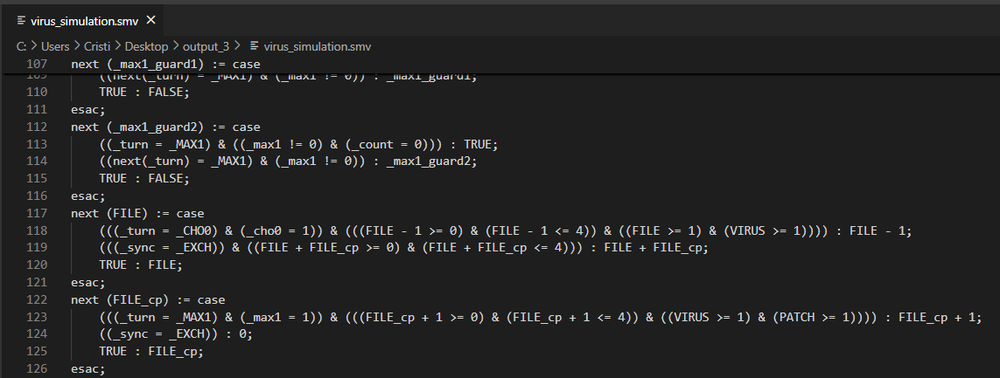 virus_simulation.smv
C: > Users > Cristi > Desktop > output_3 > virus_simulation.smv
107 next (_max1_guard1) := case
109 ((next(_turn) = _MAX1) & (_max1 != 0)) : _max1_guard1;
110 TRUE : FALSE;
111 esac;
112 next (_max1_guard2) := case
113 ((_turn = _MAX1) & ((_max1 != 0) & (_count = 0))) : TRUE;
114 ((next(_turn) = _MAX1) & (_max1 != 0)) : _max1_guard2;
115 TRUE : FALSE;
116 esac;
117 next (FILE) := case
118 (((_turn = _CHO0) & (_cho0 = 1)) & (((FILE - 1 >= 0) & (FILE - 1 <= 4)) & ((FILE >= 1) & (VIRUS >= 1)))) : FILE - 1;
119 (((_sync = _EXCH)) & ((FILE + FILE_cp >= 0) & (FILE + FILE_cp <= 4))) : FILE + FILE_cp;
120 TRUE : FILE;
121 esac;
122 next (FILE_cp) := case
123 (((_turn = _MAX1) & (_max1 = 1)) & (((FILE_cp + 1 >= 0) & (FILE_cp + 1 <= 4)) & ((VIRUS >= 1) & (PATCH >= 1)))) : FILE_cp + 1;
124 ((_sync = _EXCH)) : 0;
125 TRUE : FILE_cp;
126 esac;